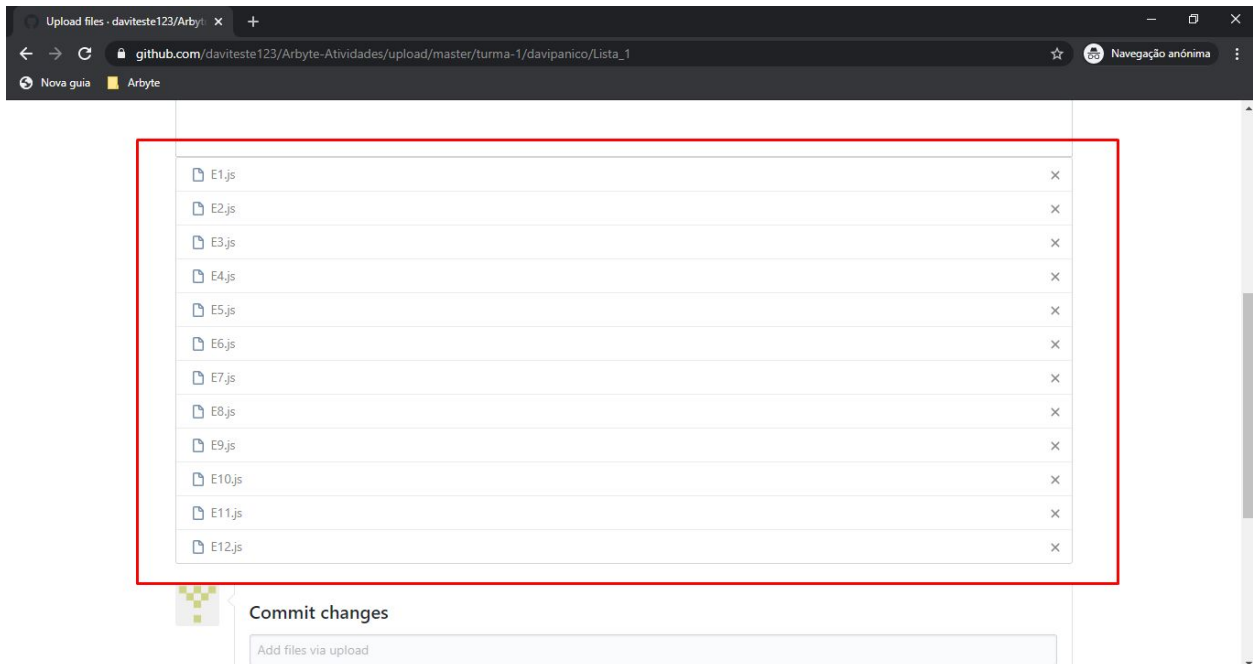 Upload files · daviteste123/Arbyt
github.com/daviteste123/Arbyte-Atividades/upload/master/turma-1/davipanico/Lista_1
Navegação anónima
Nova guia
Arbyte
E1.js
E2.js
E3.js
E4.js
E5.js
E6.js
E7.js
E8.js
E9.js
E10.js
E11.js
E12.js
Commit changes
Add files via upload